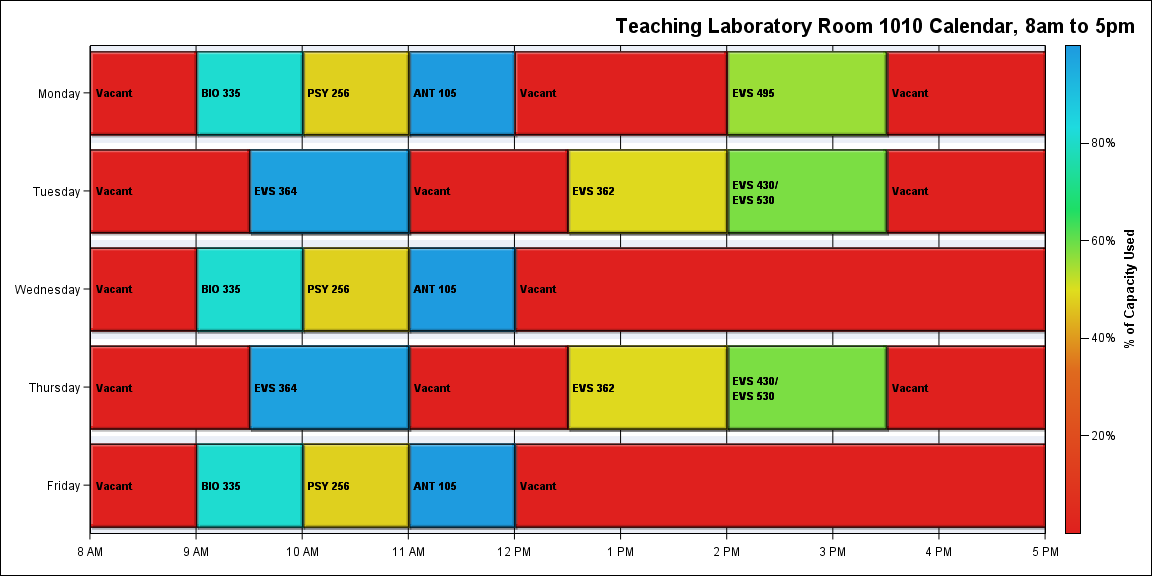 Teaching Laboratory Room 1010 Calendar, 8am to 5pm
Monday
Vacant
BIO 335
PSY 256
ANT 105
Vacant
EVS 495
Vacant
Tuesday
Vacant
EVS 364
Vacant
EVS 362
EVS 430/
EVS 530
Vacant
Wednesday
Vacant
BIO 335
PSY 256
ANT 105
Vacant
Thursday
Vacant
EVS 364
Vacant
EVS 362
EVS 430/
EVS 530
Vacant
Friday
Vacant
BIO 335
PSY 256
ANT 105
Vacant
8 AM
9 AM
10 AM
11 AM
12 PM
1 PM
2 PM
3 PM
4 PM
5 PM
80%
60%
40%
20%
% of Capacity Used